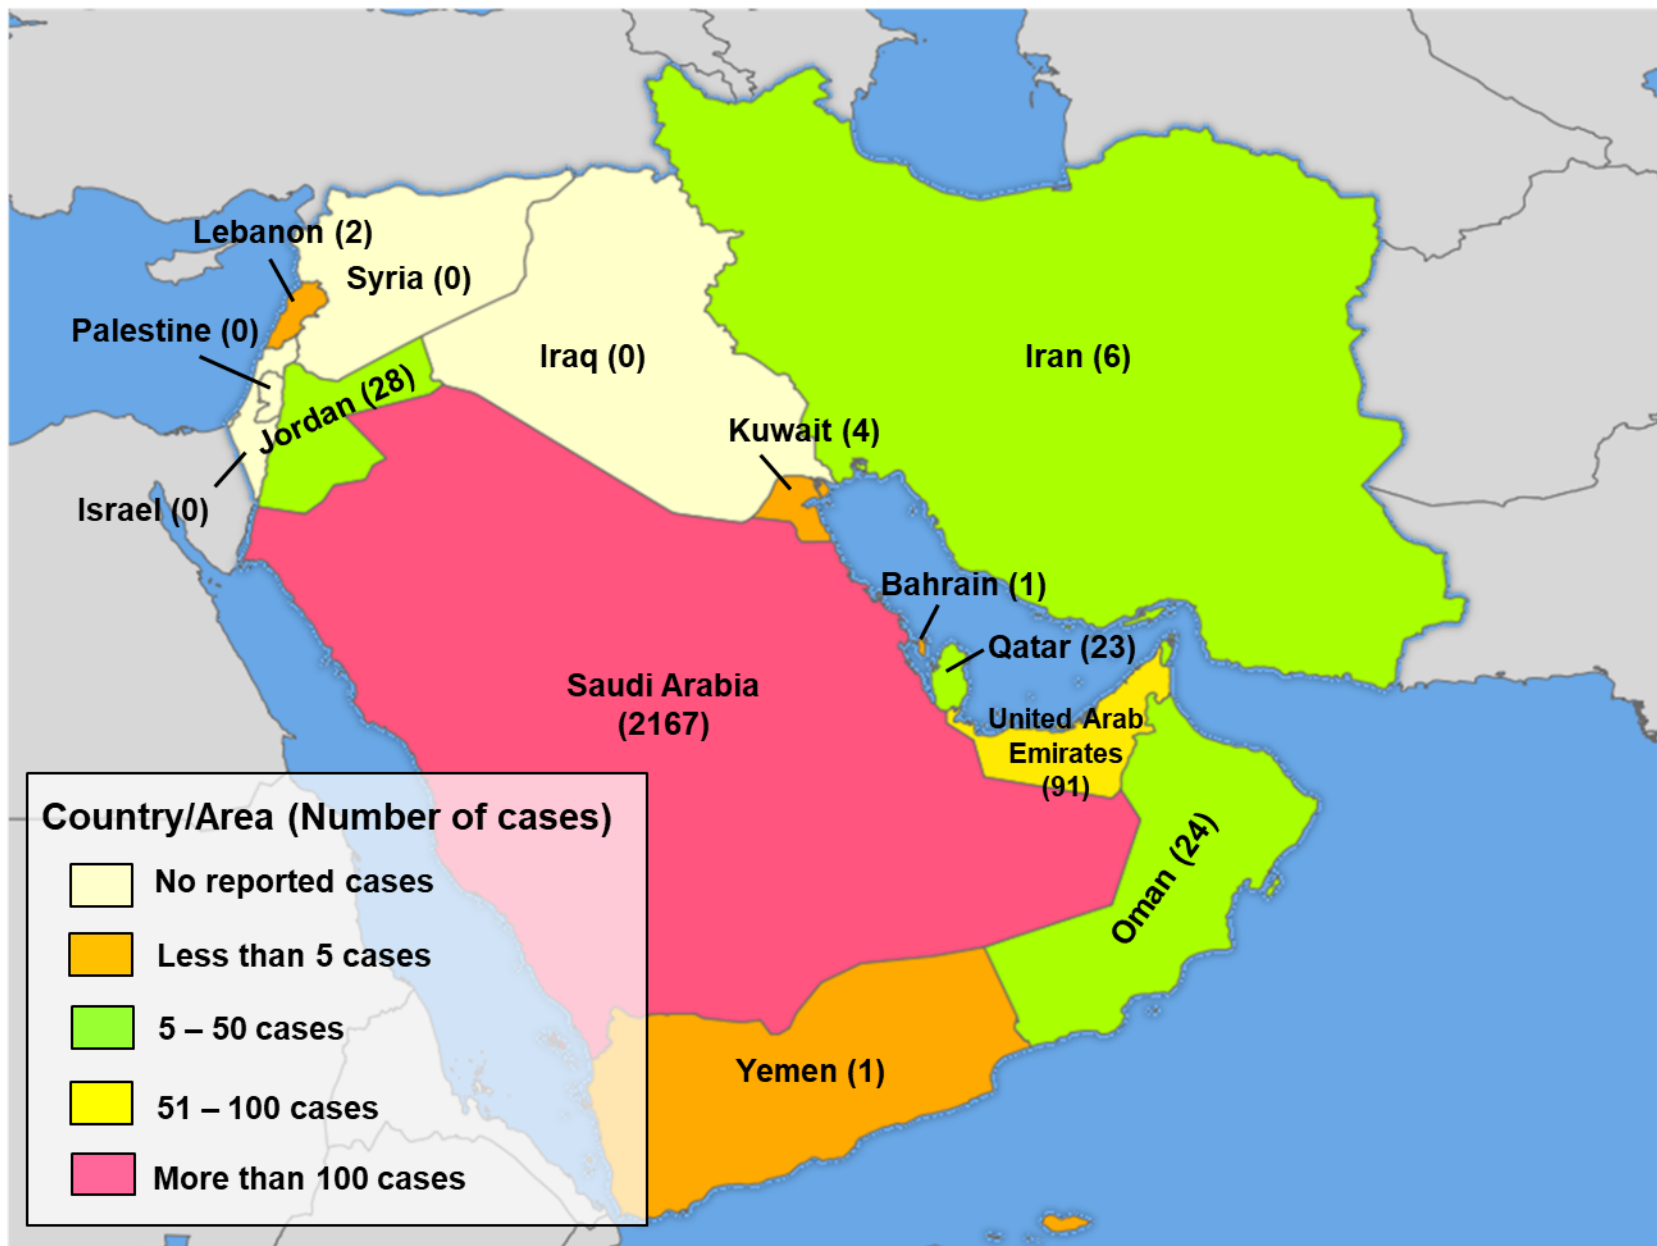 Lebanon (2)
Syria (0)
Palestine (0)
Iraq (0)
Iran (6)
Jordan (28)
Kuwait (4)
Israel (0)
Bahrain (1)
Qatar (23)
Saudi Arabia
(2167)
United Arab
Emirates
(91)
Oman (24)
Yemen (1)
Country/Area (Number of cases)
No reported cases
Less than 5 cases
5 – 50 cases
51 – 100 cases
More than 100 cases